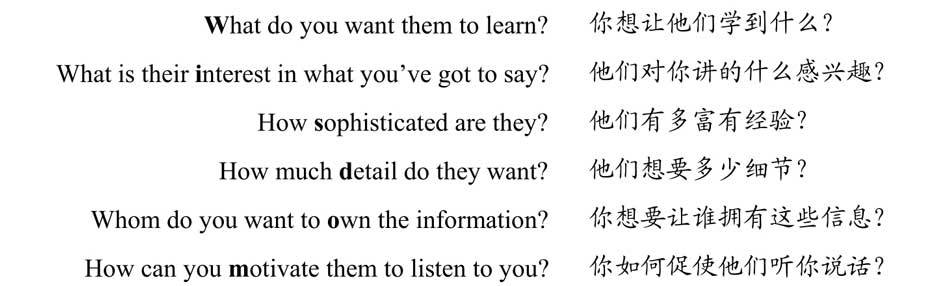 What do you want them to learn? 你想让他们学到什么?
What is their interest in what you've got to say? 他们对你讲的什么感兴趣?
How sophisticated are they? 他们有多富有经验?
How much detail do they want? 他们想要多少细节?
Whom do you want to own the information? 你想要让谁拥有这些信息?
How can you motivate them to listen to you? 你如何促使他们听你说话?